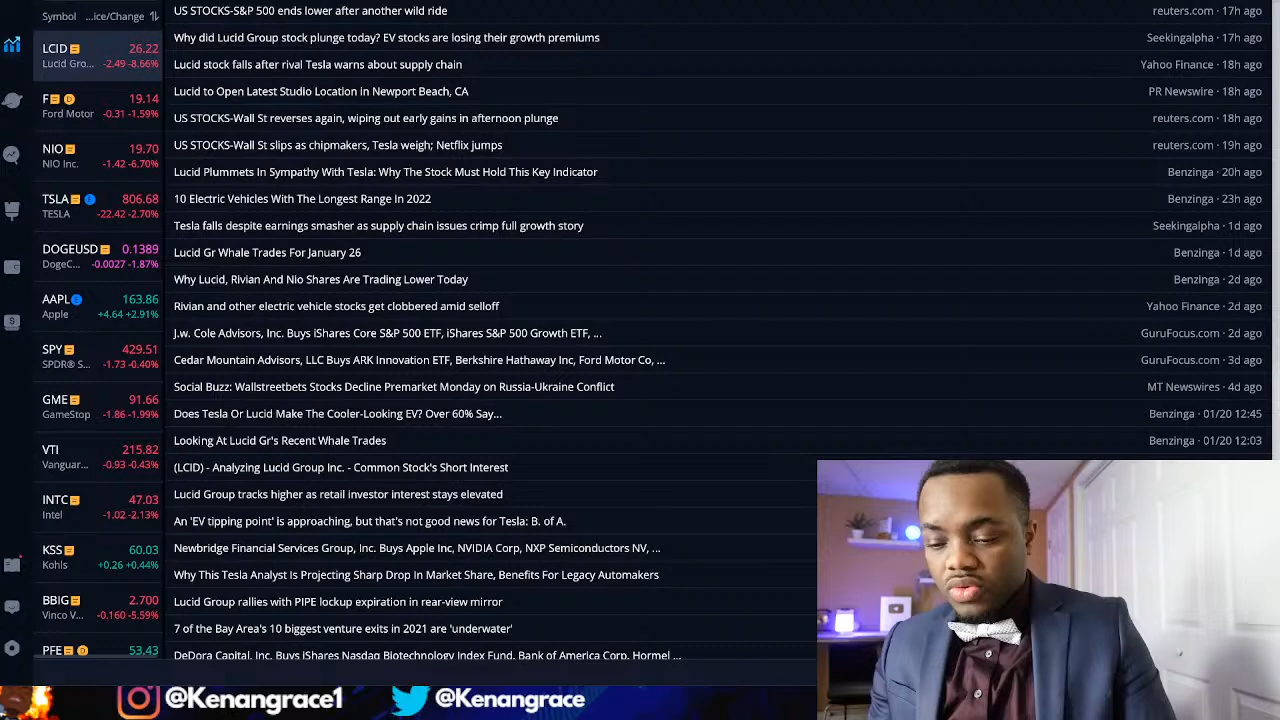 Symbol ...ice/Change
LCID 26.22
Lucid Gro... -2.49 -8.66%
F 19.14
Ford Motor -0.31 -1.59%
NIO 19.70
NIO Inc. -1.42 -6.70%
TSLA E 806.68
TESLA -22.42 -2.70%
DOGEUSD 0.1389
DogeC... -0.0027 -1.87%
AAPL E 163.86
Apple +4.64 +2.91%
SPY 429.51
SPDR® S... -1.73 -0.40%
GME 91.66
GameStop -1.86 -1.99%
VTI 215.82
Vanguar... -0.93 -0.43%
INTC 47.03
Intel -1.02 -2.13%
KSS 60.03
Kohls +0.26 +0.44%
BBIG 2.700
Vinco V... -0.160 -5.59%
PFE D 53.43
US STOCKS-S&P 500 ends lower after another wild ride reuters.com · 17h ago
Why did Lucid Group stock plunge today? EV stocks are losing their growth premiums Seekingalpha · 17h ago
Lucid stock falls after rival Tesla warns about supply chain Yahoo Finance · 18h ago
Lucid to Open Latest Studio Location in Newport Beach, CA PR Newswire · 18h ago
US STOCKS-Wall St reverses again, wiping out early gains in afternoon plunge reuters.com · 18h ago
US STOCKS-Wall St slips as chipmakers, Tesla weigh; Netflix jumps reuters.com · 19h ago
Lucid Plummets In Sympathy With Tesla: Why The Stock Must Hold This Key Indicator Benzinga · 20h ago
10 Electric Vehicles With The Longest Range In 2022 Benzinga · 23h ago
Tesla falls despite earnings smasher as supply chain issues crimp full growth story Seekingalpha · 1d ago
Lucid Gr Whale Trades For January 26 Benzinga · 1d ago
Why Lucid, Rivian And Nio Shares Are Trading Lower Today Benzinga · 2d ago
Rivian and other electric vehicle stocks get clobbered amid selloff Yahoo Finance · 2d ago
J.w. Cole Advisors, Inc. Buys iShares Core S&P 500 ETF, iShares S&P 500 Growth ETF, ... GuruFocus.com · 2d ago
Cedar Mountain Advisors, LLC Buys ARK Innovation ETF, Berkshire Hathaway Inc, Ford Motor Co, ... GuruFocus.com · 3d ago
Social Buzz: Wallstreetbets Stocks Decline Premarket Monday on Russia-Ukraine Conflict MT Newswires · 4d ago
Does Tesla Or Lucid Make The Cooler-Looking EV? Over 60% Say... Benzinga · 01/20 12:45
Looking At Lucid Gr's Recent Whale Trades Benzinga · 01/20 12:03
(LCID) - Analyzing Lucid Group Inc. - Common Stock's Short Interest
Lucid Group tracks higher as retail investor interest stays elevated
An 'EV tipping point' is approaching, but that's not good news for Tesla: B. of A.
Newbridge Financial Services Group, Inc. Buys Apple Inc, NVIDIA Corp, NXP Semiconductors NV, ...
Why This Tesla Analyst Is Projecting Sharp Drop In Market Share, Benefits For Legacy Automakers
Lucid Group rallies with PIPE lockup expiration in rear-view mirror
7 of the Bay Area's 10 biggest venture exits in 2021 are 'underwater'
DeDora Capital, Inc. Buys iShares Nasdaq Biotechnology Index Fund, Bank of America Corp, Hormel ...
@Kenangrace1 @Kenangrace